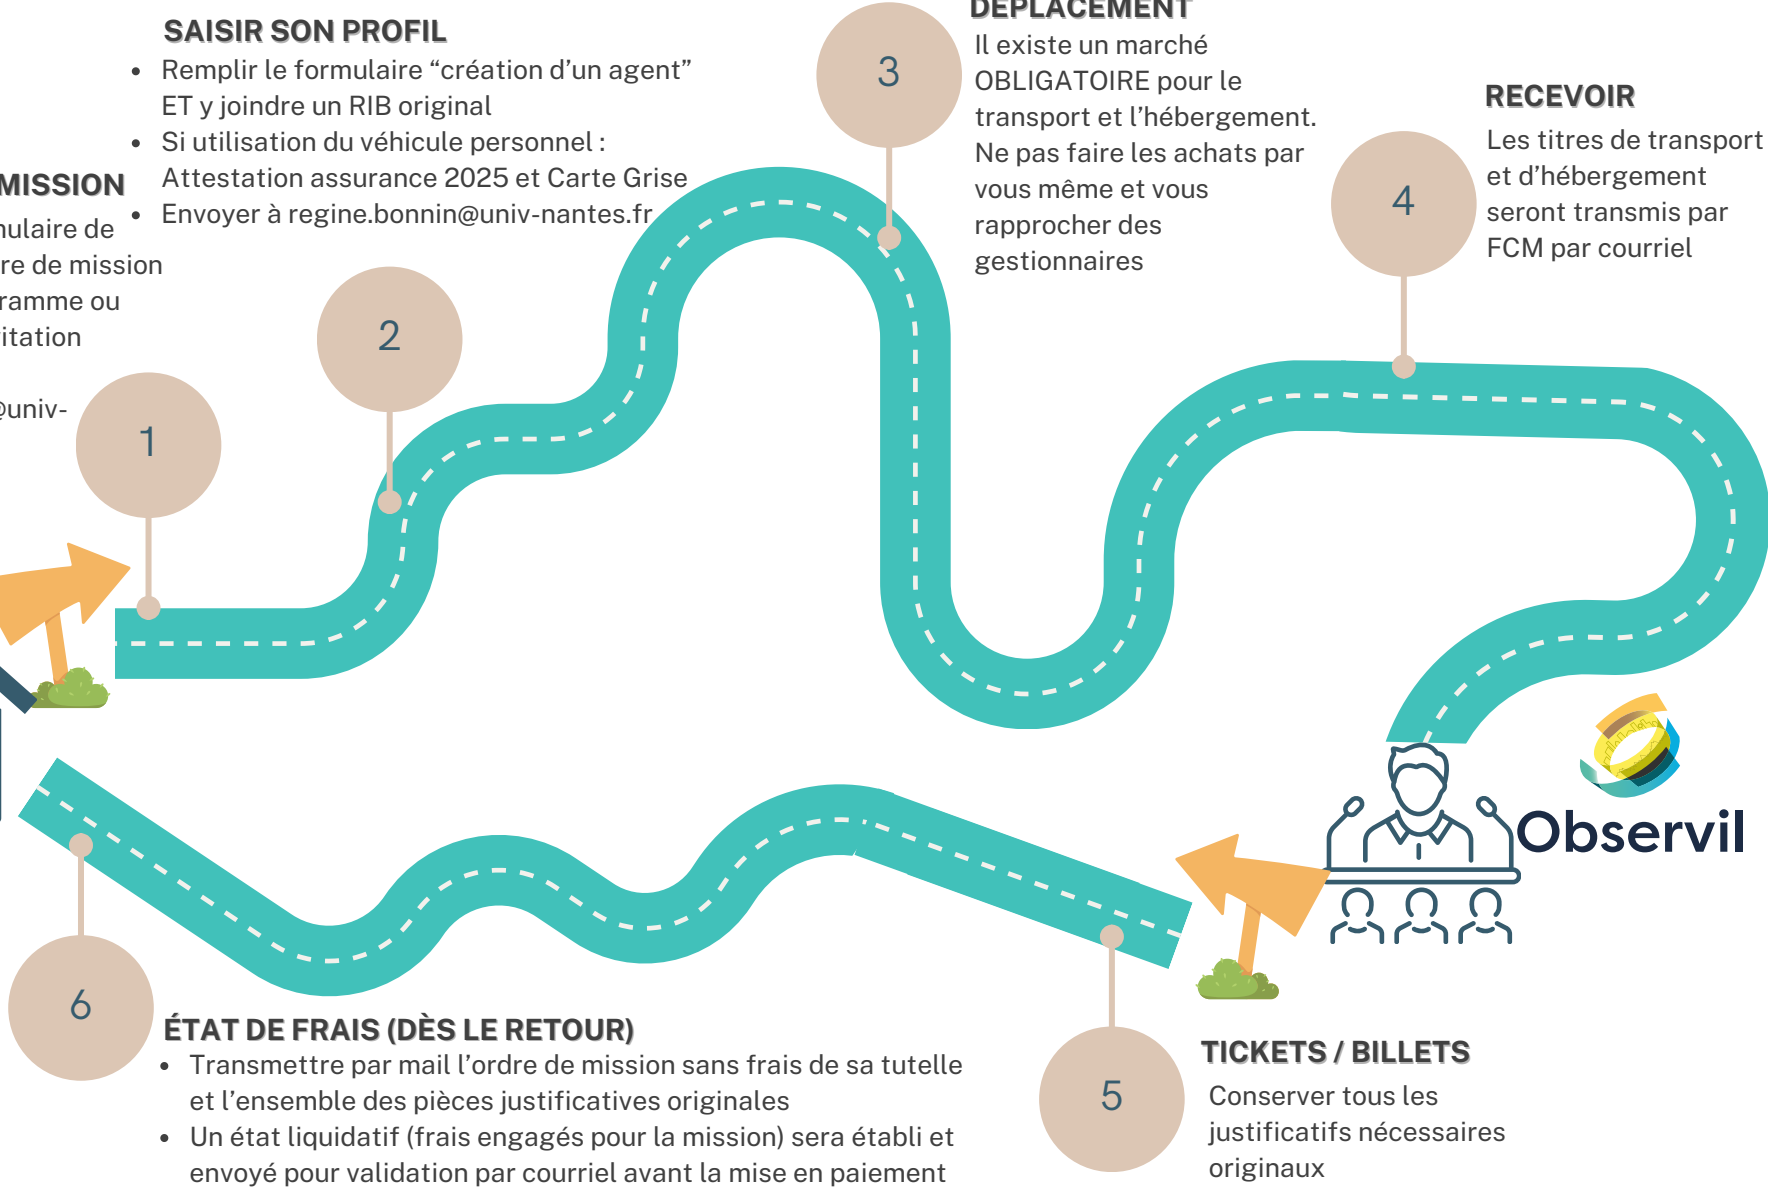 MISSION
de
re de mission
ou
@univ-
1
SAISIR SON PROFIL
• Remplir le formulaire “création d’un agent”
ET y joindre un RIB original
• Si utilisation du véhicule personnel :
Attestation assurance 2025 et Carte Grise
• Envoyer à regine.bonnin@univ-nantes.fr
2
DÉPLACEMENT
Il existe un marché
OBLIGATOIRE pour le
transport et l’hébergement.
Ne pas faire les achats par
vous même et vous
rapprocher des
gestionnaires
3
RECEVOIR
Les titres de transport
et d’hébergement
seront transmis par
FCM par courriel
4
Observil
TICKETS / BILLETS
Conserver tous les
justificatifs nécessaires
originaux
5
6
ÉTAT DE FRAIS (DÈS LE RETOUR)
• Transmettre par mail l’ordre de mission sans frais de sa tutelle
et l’ensemble des pièces justificatives originales
• Un état liquidatif (frais engagés pour la mission) sera établi et
envoyé pour validation par courriel avant la mise en paiement